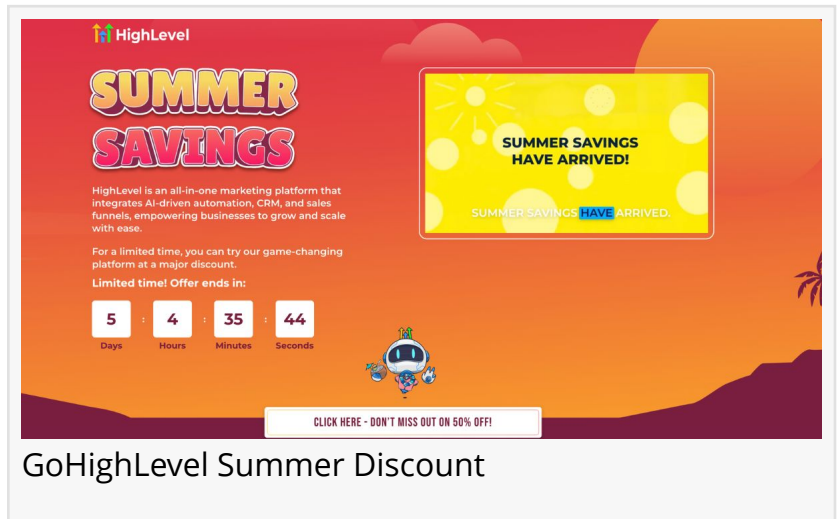 HighLevel
SUMMER
SAVINGS
HighLevel is an all-in-one marketing platform that
integrates AI-driven automation, CRM, and sales
funnels, empowering businesses to grow and scale
with ease.
For a limited time, you can try our game-changing
platform at a major discount.
Limited time! Offer ends in:
5 : 4 : 35 : 44
Days Hours Minutes Seconds
SUMMER SAVINGS
HAVE ARRIVED!
SUMMER SAVINGS HAVE ARRIVED.
CLICK HERE - DON'T MISS OUT ON 50% OFF!
GoHighLevel Summer Discount